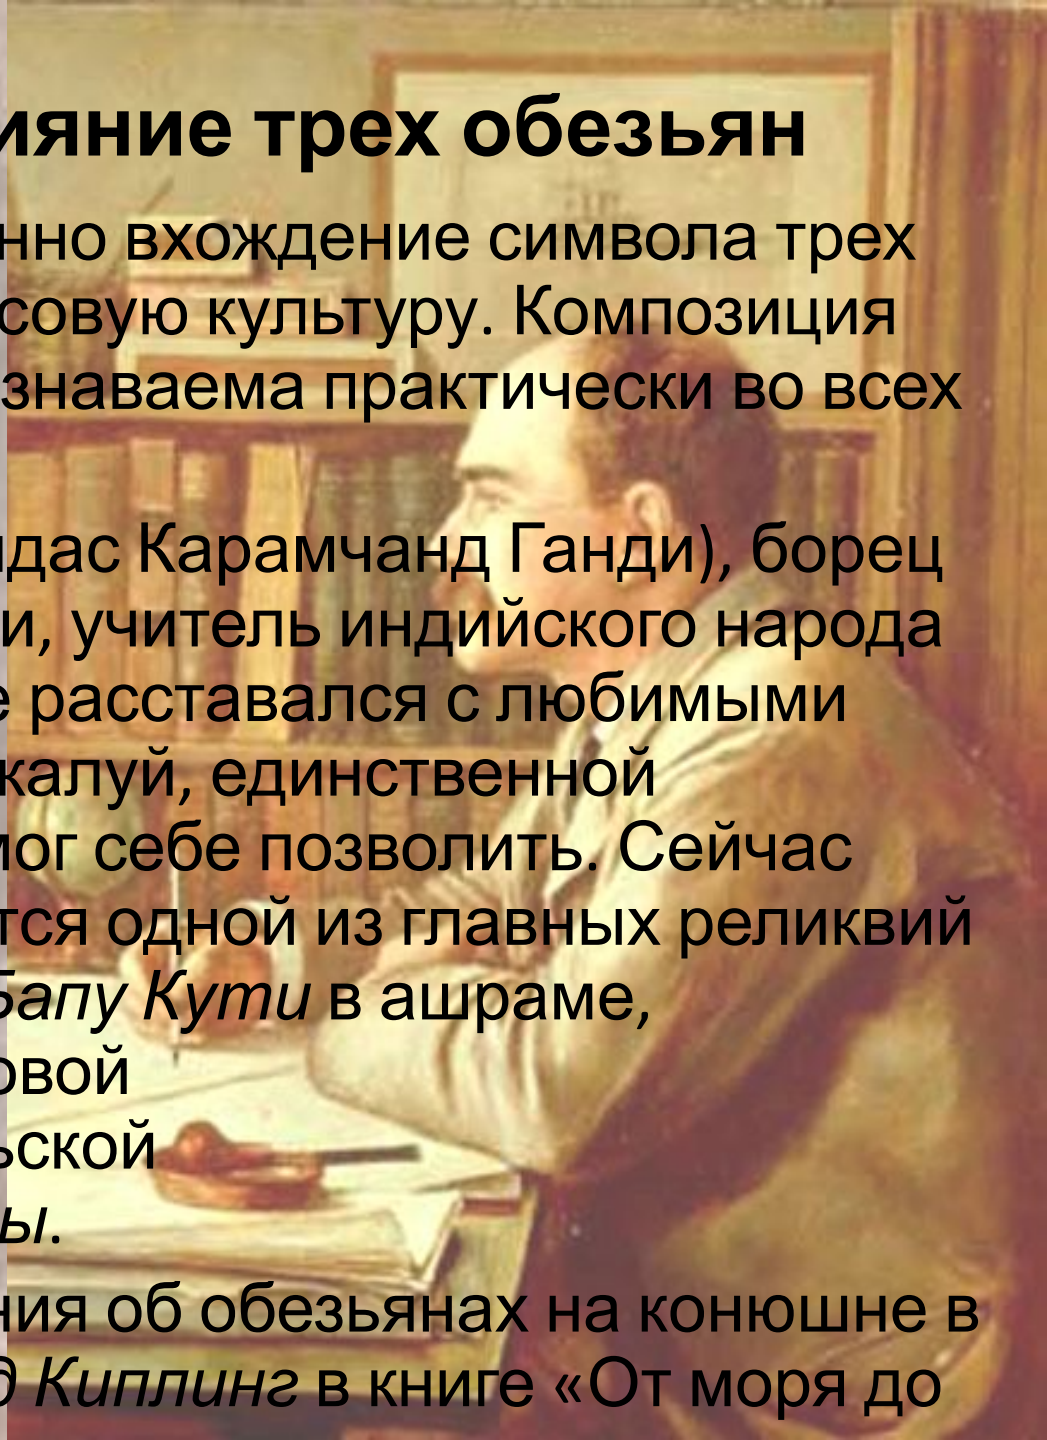 ияние трех обезьян
нно вхождение символа трех
совую культуру. Композиция
знаваема практически во всех
дас Карамчанд Ганди), борец
и, учитель индийского народа
е расставался с любимыми
калуй, единственной
мог себе позволить. Сейчас
тся одной из главных реликвий
Бапу Кути в ашраме,
овой
ьской
ы.
ния об обезьянах на конюшне в
д Киплинг в книге «От моря до